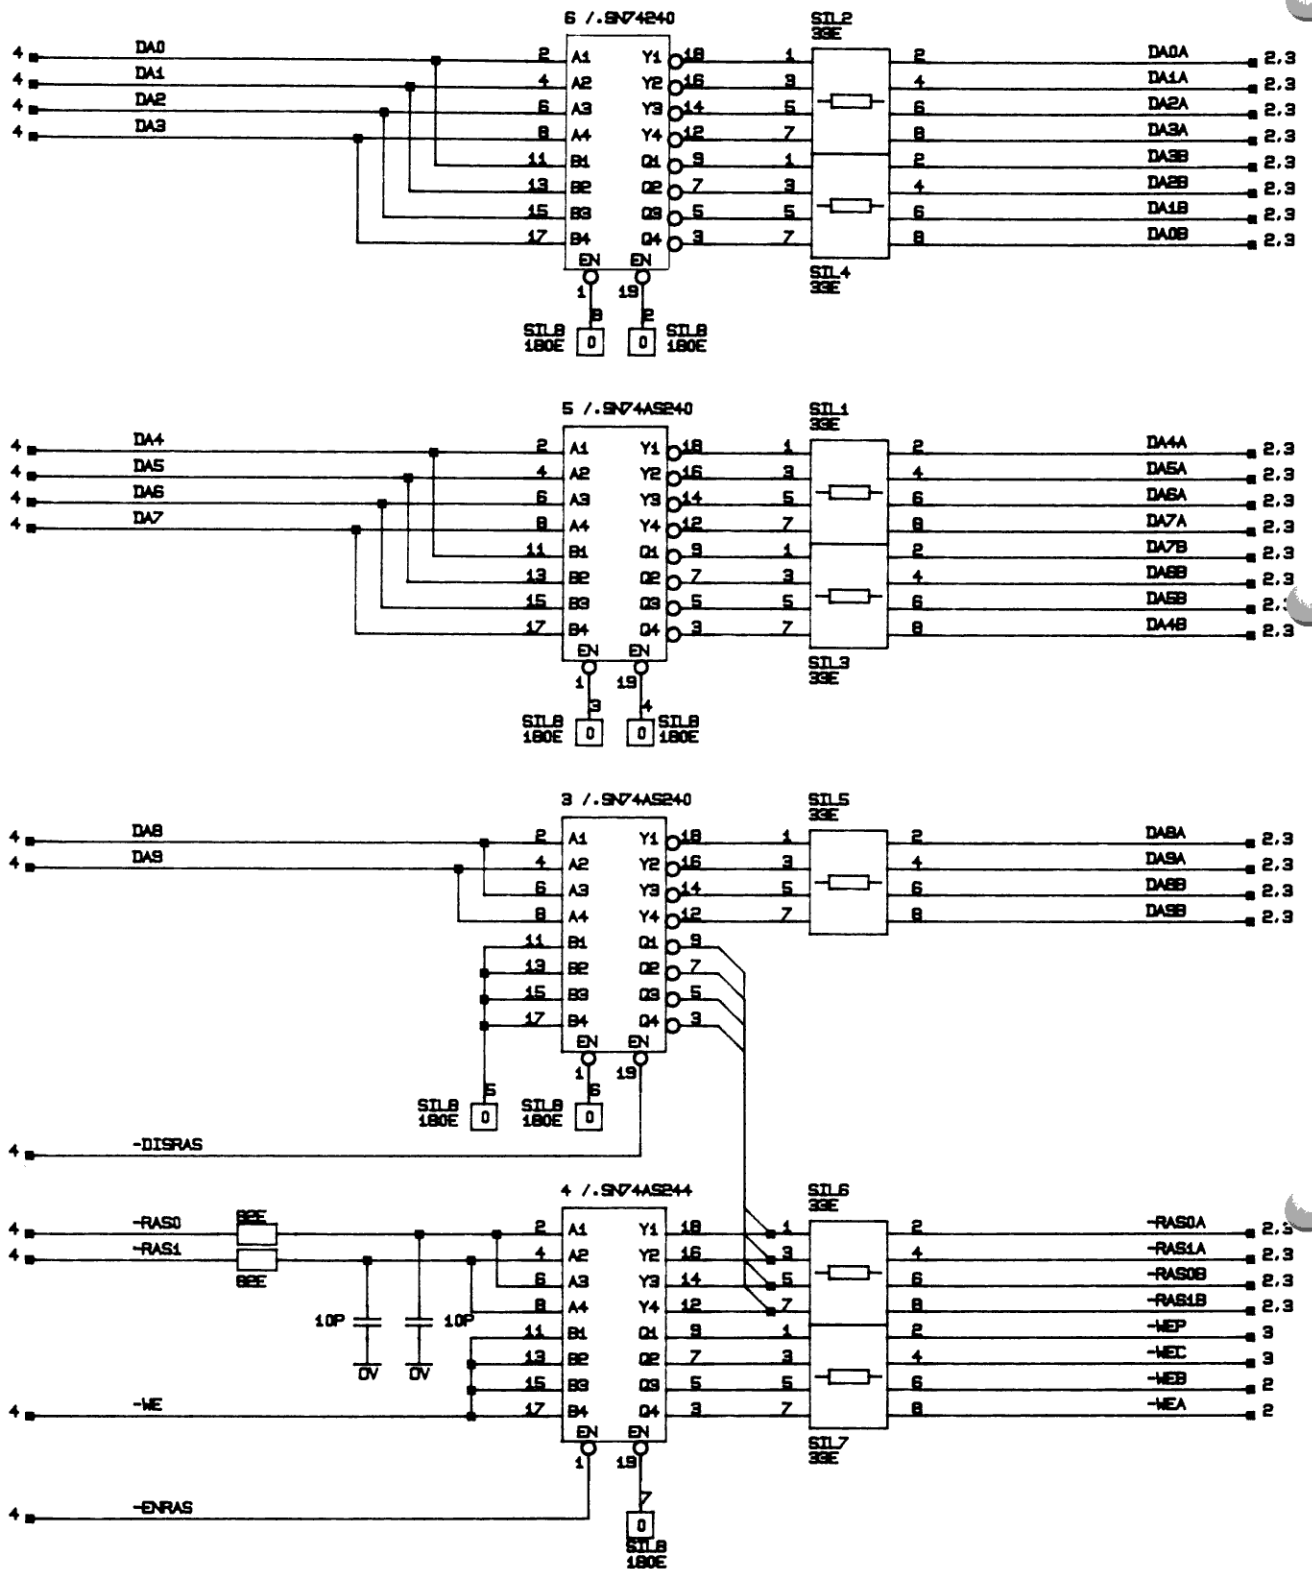 6 /.SN74240 SIL2
33E
4 DA0 2 A1 Y1 18 1 2 DA0A 2,3
4 DA1 4 A2 Y2 16 3 4 DA1A 2,3
4 DA2 6 A3 Y3 14 5 6 DA2A 2,3
4 DA3 8 A4 Y4 12 7 8 DA3A 2,3
11 B1 Q1 9 1 2 DA3B 2,3
13 B2 Q2 7 3 4 DA2B 2,3
15 B3 Q3 5 5 6 DA1B 2,3
17 B4 Q4 3 7 8 DA0B 2,3
EN EN SIL4
1 19 33E
8 2
SIL8 0 0 SIL8
180E 180E
5 /.SN74AS240 SIL1
33E
4 DA4 2 A1 Y1 18 1 2 DA4A 2,3
4 DA5 4 A2 Y2 16 3 4 DA5A 2,3
4 DA6 6 A3 Y3 14 5 6 DA6A 2,3
4 DA7 8 A4 Y4 12 7 8 DA7A 2,3
11 B1 Q1 9 1 2 DA7B 2,3
13 B2 Q2 7 3 4 DA6B 2,3
15 B3 Q3 5 5 6 DA5B 2,
17 B4 Q4 3 7 8 DA4B 2,3
EN EN SIL3
1 19 33E
3 4
SIL8 0 0 SIL8
180E 180E
3 /.SN74AS240 SIL5
33E
4 DA8 2 A1 Y1 18 1 2 DA8A 2,3
4 DA9 4 A2 Y2 16 3 4 DA9A 2,3
6 A3 Y3 14 5 6 DA8B 2,3
8 A4 Y4 12 7 8 DA9B 2,3
11 B1 Q1 9
13 B2 Q2 7
15 B3 Q3 5
17 B4 Q4 3
EN EN
1 19
5 6
SIL8 0 SIL8 0
180E 180E
4 -DISRAS
4 /.SN74AS244 SIL6
33E
4 -RAS0 82E 2 A1 Y1 18 1 2 -RAS0A 2,3
4 -RAS1 4 A2 Y2 16 3 4 -RAS1A 2,3
82E 6 A3 Y3 14 5 6 -RAS0B 2,3
10P 10P 8 A4 Y4 12 7 8 -RAS1B 2,3
11 B1 Q1 9 1 2 -WEP 3
0V 0V 13 B2 Q2 7 3 4 -WEC 3
15 B3 Q3 5 5 6 -WEB 2
4 -WE 17 B4 Q4 3 7 8 -WEA 2
EN EN SIL7
1 19 33E
4 -ENRAS 7
0
SIL8
180E